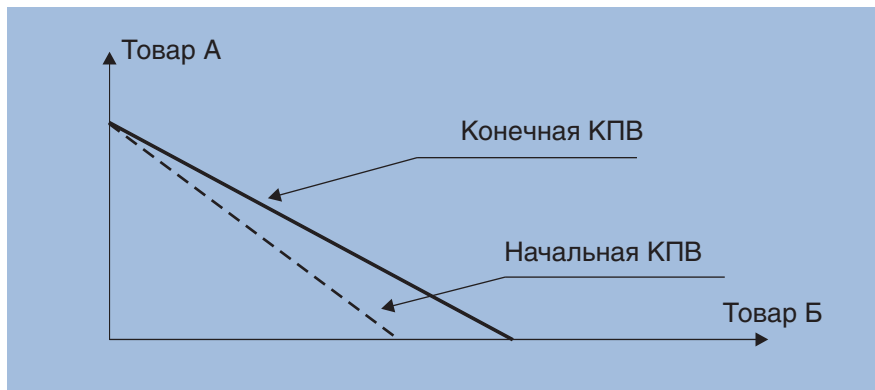 Товар А
Конечная КПВ
Начальная КПВ
Товар Б